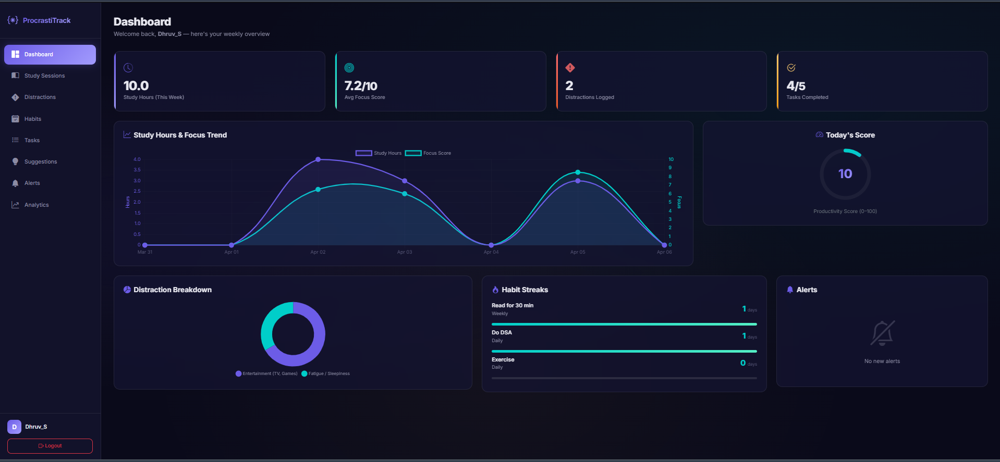 ProcrastiTrack
Dashboard
Study Sessions
Distractions
Habits
Tasks
Suggestions
Alerts
Analytics
D
Dhruv_S
Logout
Dashboard
Welcome back, Dhruv_S — here's your weekly overview
10.0
Study Hours (This Week)
7.2/10
Avg Focus Score
2
Distractions Logged
4/5
Tasks Completed
Study Hours & Focus Trend
Study Hours
Focus Score
Hours
4.0
3.5
3.0
2.5
2.0
1.5
1.0
0.5
0
Mar 31
Apr 01
Apr 02
Apr 03
Apr 04
Apr 05
Apr 06
10
9
8
7
6
5
4
3
2
1
0
Focus
Today's Score
10
Productivity Score (0–100)
Distraction Breakdown
Entertainment (TV, Games)
Fatigue / Sleepiness
Habit Streaks
Read for 30 min
Weekly
1 days
Do DSA
Daily
1 days
Exercise
Daily
0 days
Alerts
No new alerts